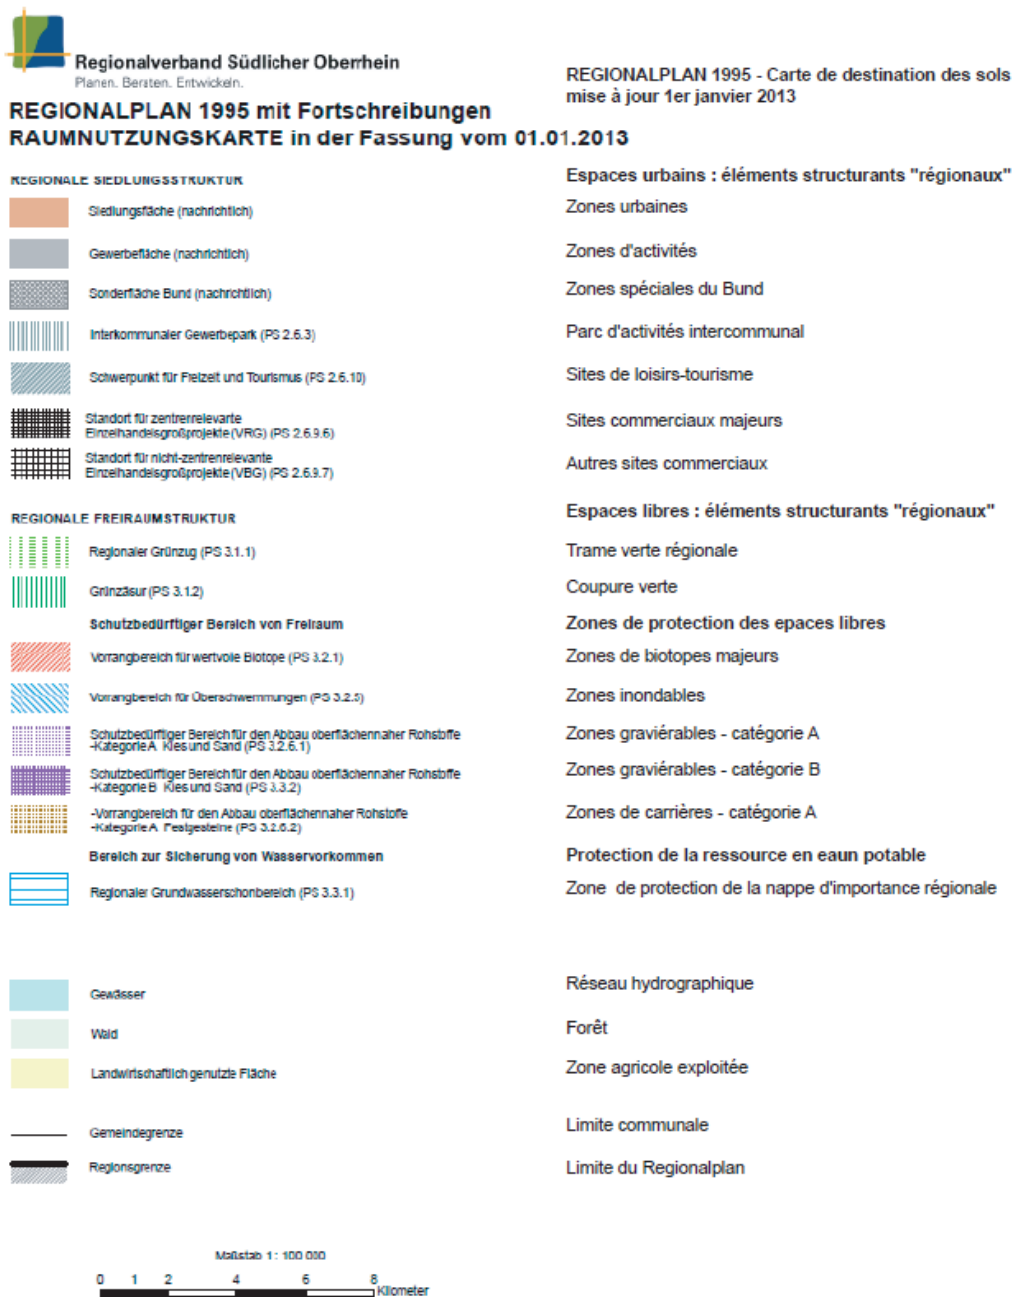 Regionalverband Südlicher Oberrhein
Planen. Beraten. Entwickeln.
REGIONALPLAN 1995 - Carte de destination des sols
mise à jour 1er janvier 2013
REGIONALPLAN 1995 mit Fortschreibungen
RAUMNUTZUNGSKARTE in der Fassung vom 01.01.2013
REGIONALE SIEDLUNGSSTRUKTUR
Espaces urbains : éléments structurants "régionaux"
Siedlungsfläche (nachrichtlich)
Zones urbaines
Gewerbefläche (nachrichtlich)
Zones d'activités
Sonderfläche Bund (nachrichtlich)
Zones spéciales du Bund
Interkommunaler Gewerbepark (PS 2.6.3)
Parc d'activités intercommunal
Schwerpunkt für Freizeit und Tourismus (PS 2.6.10)
Sites de loisirs-tourisme
Standort für zentrenrelevante
Einzelhandelsgroßprojekte (VRG) (PS 2.6.9.6)
Sites commerciaux majeurs
Standort für nicht-zentrenrelevante
Einzelhandelsgroßprojekte (VBG) (PS 2.6.9.7)
Autres sites commerciaux
REGIONALE FREIRAUMSTRUKTUR
Espaces libres : éléments structurants "régionaux"
Regionaler Grünzug (PS 3.1.1)
Trame verte régionale
Grünzäsur (PS 3.1.2)
Coupure verte
Schutzbedürftiger Bereich von Freiraum
Zones de protection des epaces libres
Vorrangbereich für wertvolle Biotope (PS 3.2.1)
Zones de biotopes majeurs
Vorrangbereich für Überschwemmungen (PS 3.2.5)
Zones inondables
Schutzbedürftiger Bereich für den Abbau oberflächennaher Rohstoffe
-Kategorie A Kies und Sand (PS 3.2.6.1)
Zones graviérables - catégorie A
Schutzbedürftiger Bereich für den Abbau oberflächennaher Rohstoffe
-Kategorie B Kies und Sand (PS 3.3.2)
Zones graviérables - catégorie B
-Vorrangbereich für den Abbau oberflächennaher Rohstoffe
-Kategorie A Festgesteine (PS 3.2.6.2)
Zones de carrières - catégorie A
Bereich zur Sicherung von Wasservorkommen
Protection de la ressource en eaun potable
Regionaler Grundwasserschonbereich (PS 3.3.1)
Zone de protection de la nappe d'importance régionale
Gewässer
Réseau hydrographique
Wald
Forêt
Landwirtschaftlich genutzte Fläche
Zone agricole exploitée
Gemeindegrenze
Limite communale
Regionsgrenze
Limite du Regionalplan
Maßstab 1 : 100 000
0 1 2 4 6 8
Kilometer